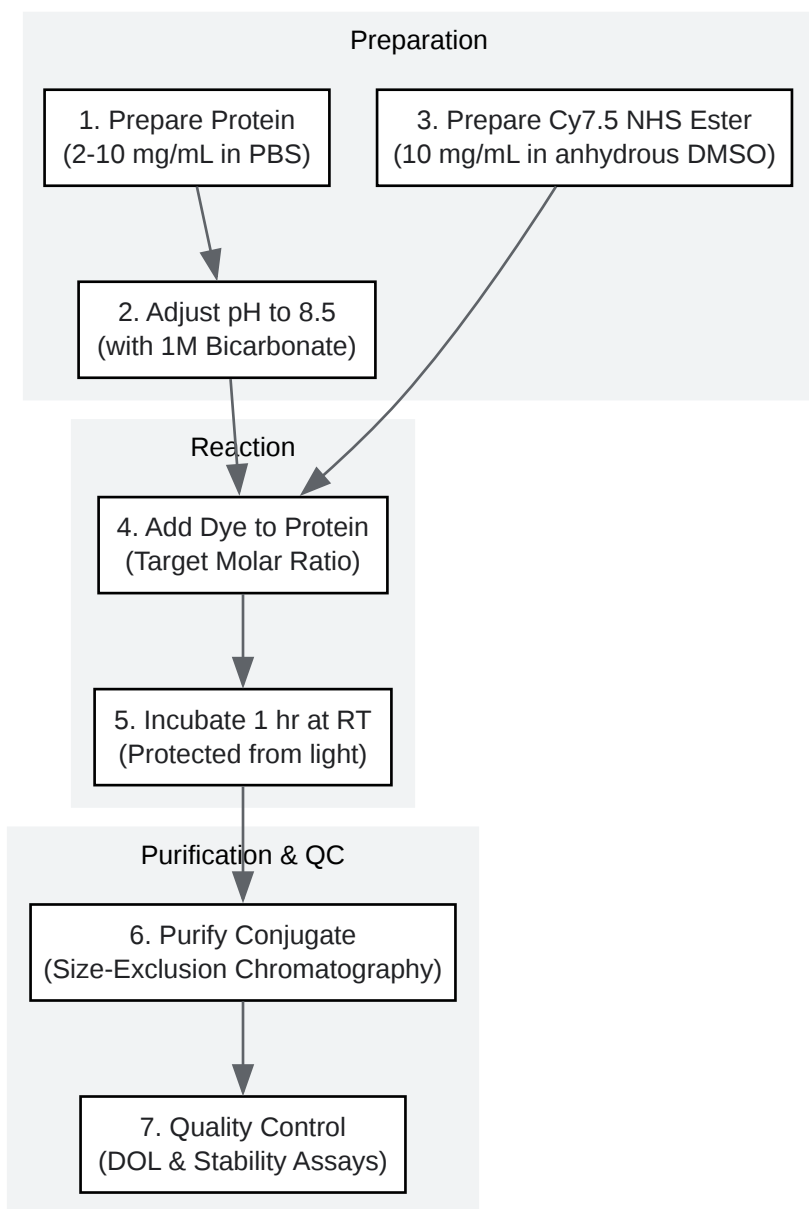 Preparation
1. Prepare Protein
(2-10 mg/mL in PBS)
3. Prepare Cy7.5 NHS Ester
(10 mg/mL in anhydrous DMSO)
2. Adjust pH to 8.5
(with 1M Bicarbonate)
Reaction
4. Add Dye to Protein
(Target Molar Ratio)
5. Incubate 1 hr at RT
(Protected from light)
Purification & QC
6. Purify Conjugate
(Size-Exclusion Chromatography)
7. Quality Control
(DOL & Stability Assays)